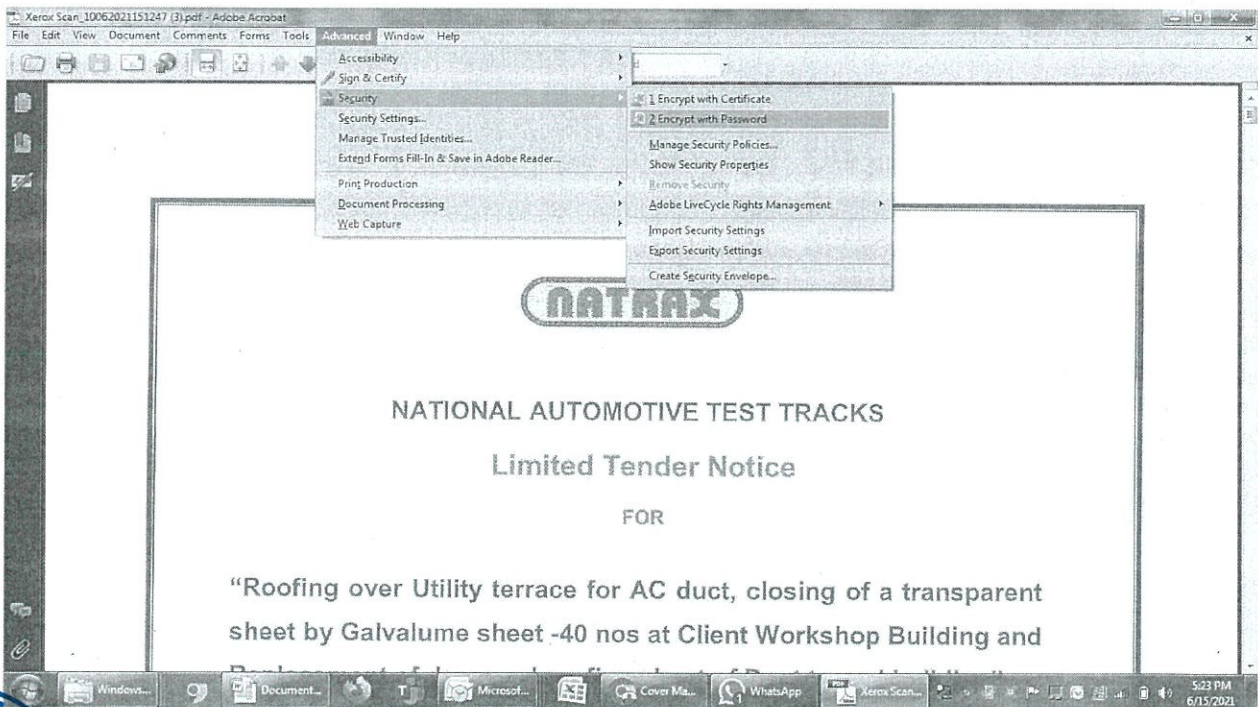 Xerox Scan_10062021151247 (3).pdf - Adobe Acrobat
File Edit View Document Comments Forms Tools Advanced Window Help
Accessibility
Sign & Certify
Security
Security Settings...
Manage Trusted Identities...
Extend Forms Fill-In & Save in Adobe Reader...
Print Production
Document Processing
Web Capture
1 Encrypt with Certificate
2 Encrypt with Password
Manage Security Policies...
Show Security Properties
Remove Security
Adobe LiveCycle Rights Management
Import Security Settings
Export Security Settings
Create Security Envelope...
NATRAX
NATIONAL AUTOMOTIVE TEST TRACKS
Limited Tender Notice
FOR
“Roofing over Utility terrace for AC duct, closing of a transparent
sheet by Galvalume sheet -40 nos at Client Workshop Building and
Windows... Document... Microsof... Cover Ma... WhatsApp Xerox Scan... 5:23 PM
6/15/2021